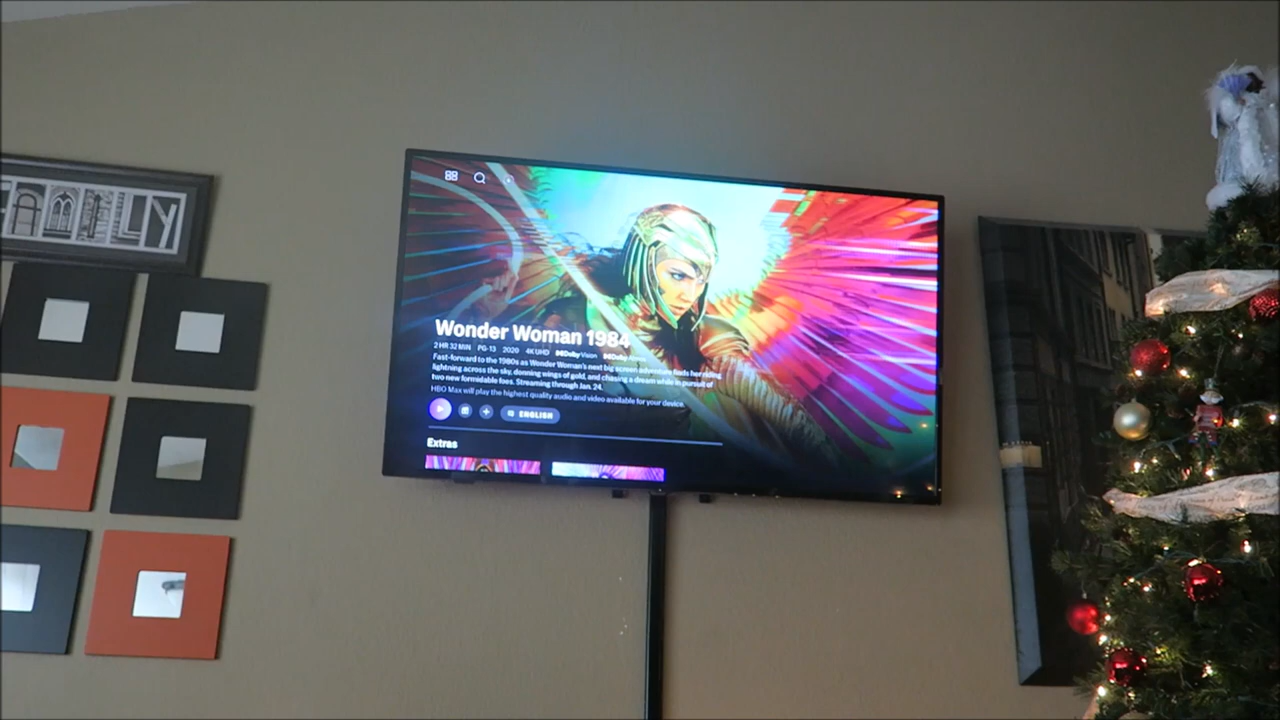 MILY
Wonder Woman 1984
2 HR 32 MIN PG-13 2020 4K UHD Dolby Vision Dolby
Fast-forward to the 1980s as Wonder Woman's next big screen adventure finds her riding
lightning across the sky, donning wings of gold, and chasing a dream while in pursuit of
two new formidable foes. Streaming through Jan. 24.
HBO Max will play the highest quality audio and video available for your device.
ENGLISH
Extras